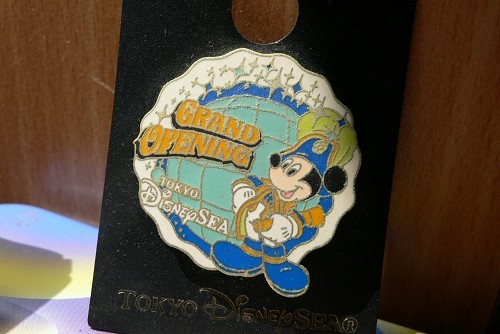 GRAND
OPENING
TOKYO
DISNEYSEA
TOKYO DISNEYSEA®